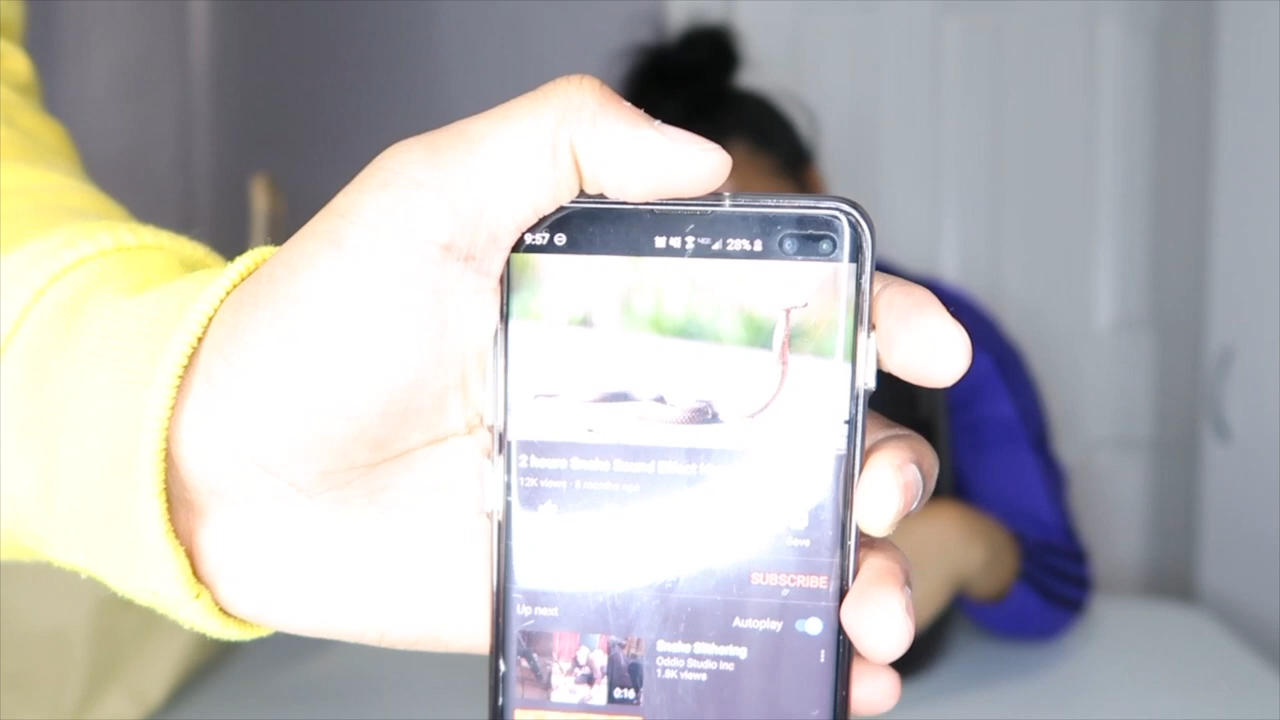 9:57 28%
2 hours Snake Sound Effect
12K views · 8 months ago
Save
SUBSCRIBE
Up next
Autoplay
Snake Slithering
Oddio Studio Inc
1.8K views
0:16